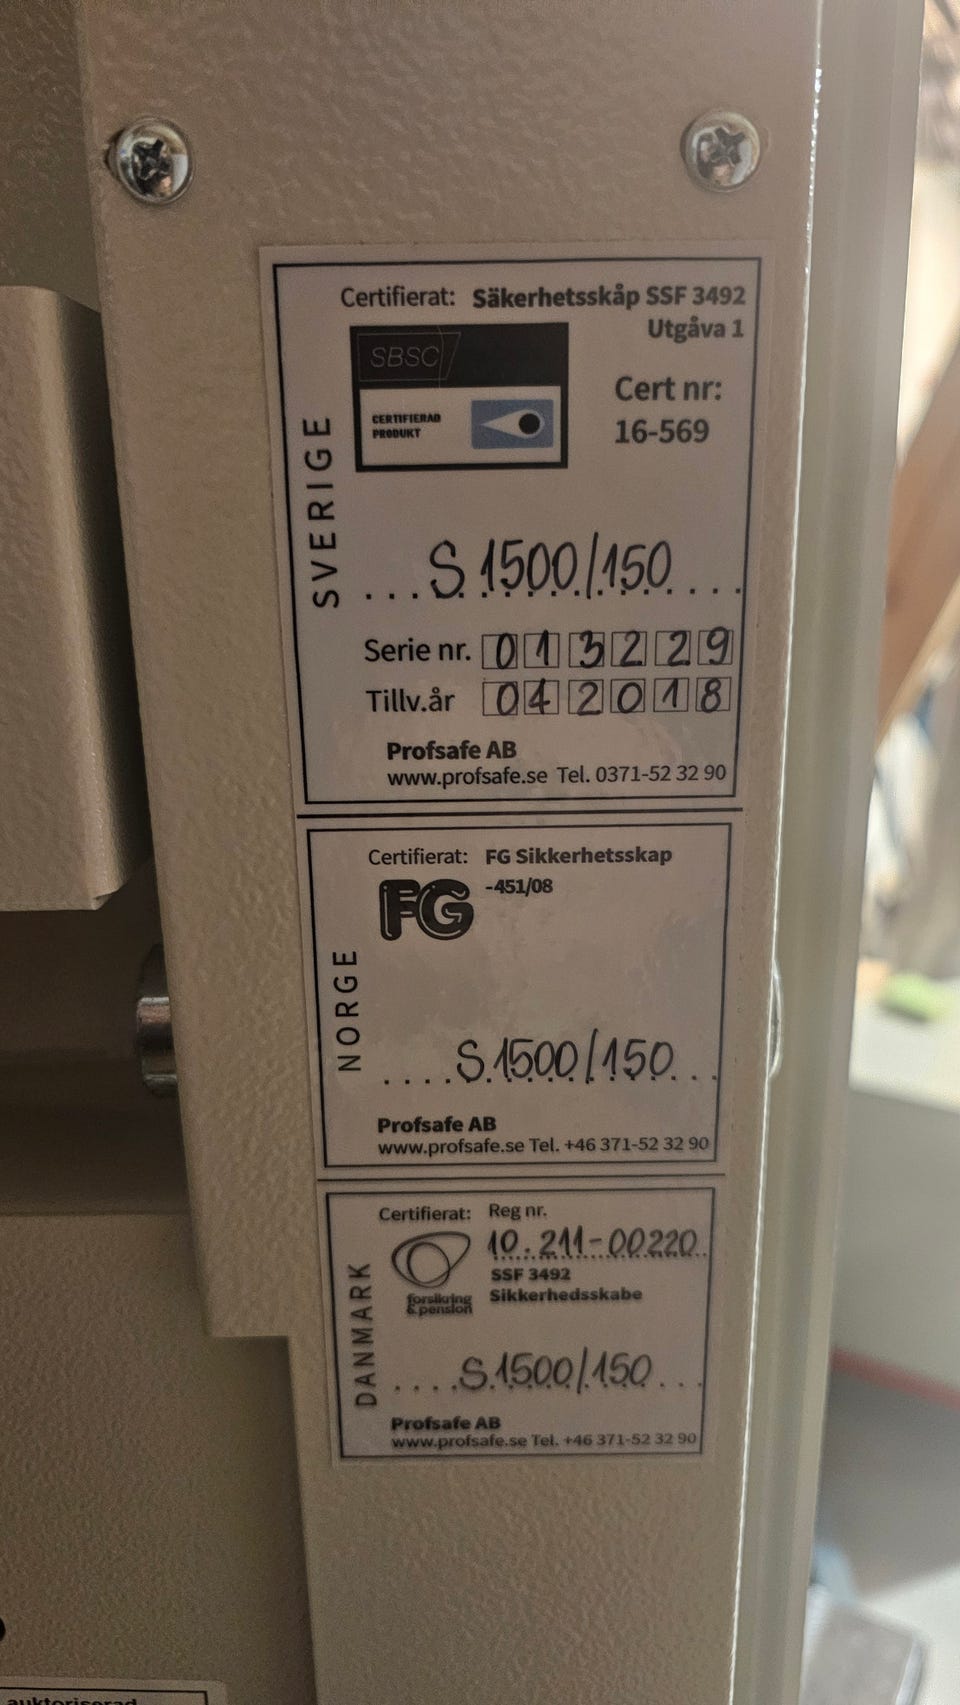 Certifierat: Säkerhetsskåp SSF 3492
Utgåva 1
SBSC
CERTIFIERAD
PRODUKT
Cert nr:
16-569
SVERIGE
S 1500/150
Serie nr. 013229
Tillv.år 042018
Profsafe AB
www.profsafe.se Tel. 0371-52 32 90
Certifierat: FG Sikkerhetsskap
-451/08
FG
NORGE
S.1500/150
Profsafe AB
www.profsafe.se Tel. +46 371-52 32 90
Certifierat: Reg nr.
10.211-00220
SSF 3492
Sikkerhedsskabe
forsikring
& pension
DANMARK
S.1500/150
Profsafe AB
www.profsafe.se Tel. +46 371-52 32 90
auktoriserad